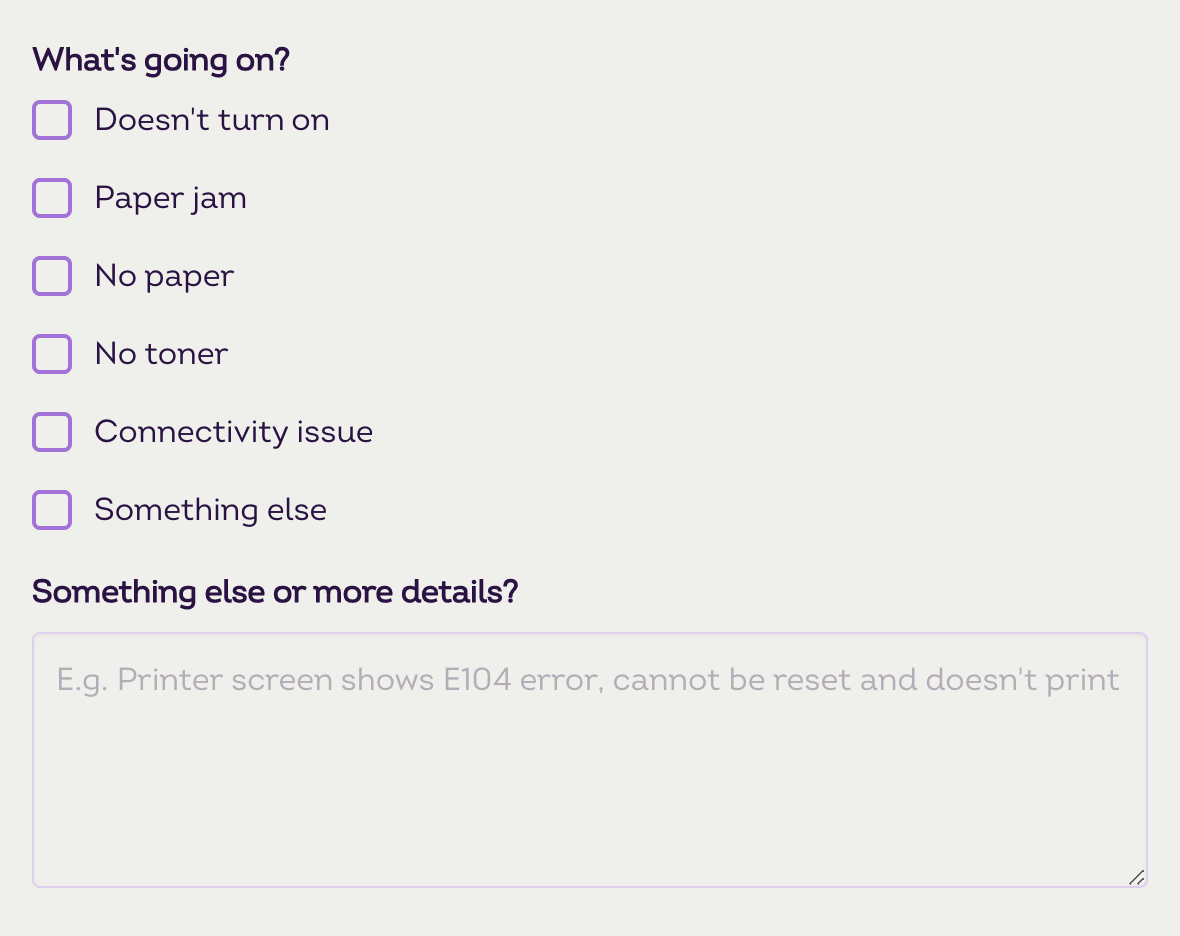 What's going on?
Doesn't turn on
Paper jam
No paper
No toner
Connectivity issue
Something else
Something else or more details?
E.g. Printer screen shows E104 error, cannot be reset and doesn't print